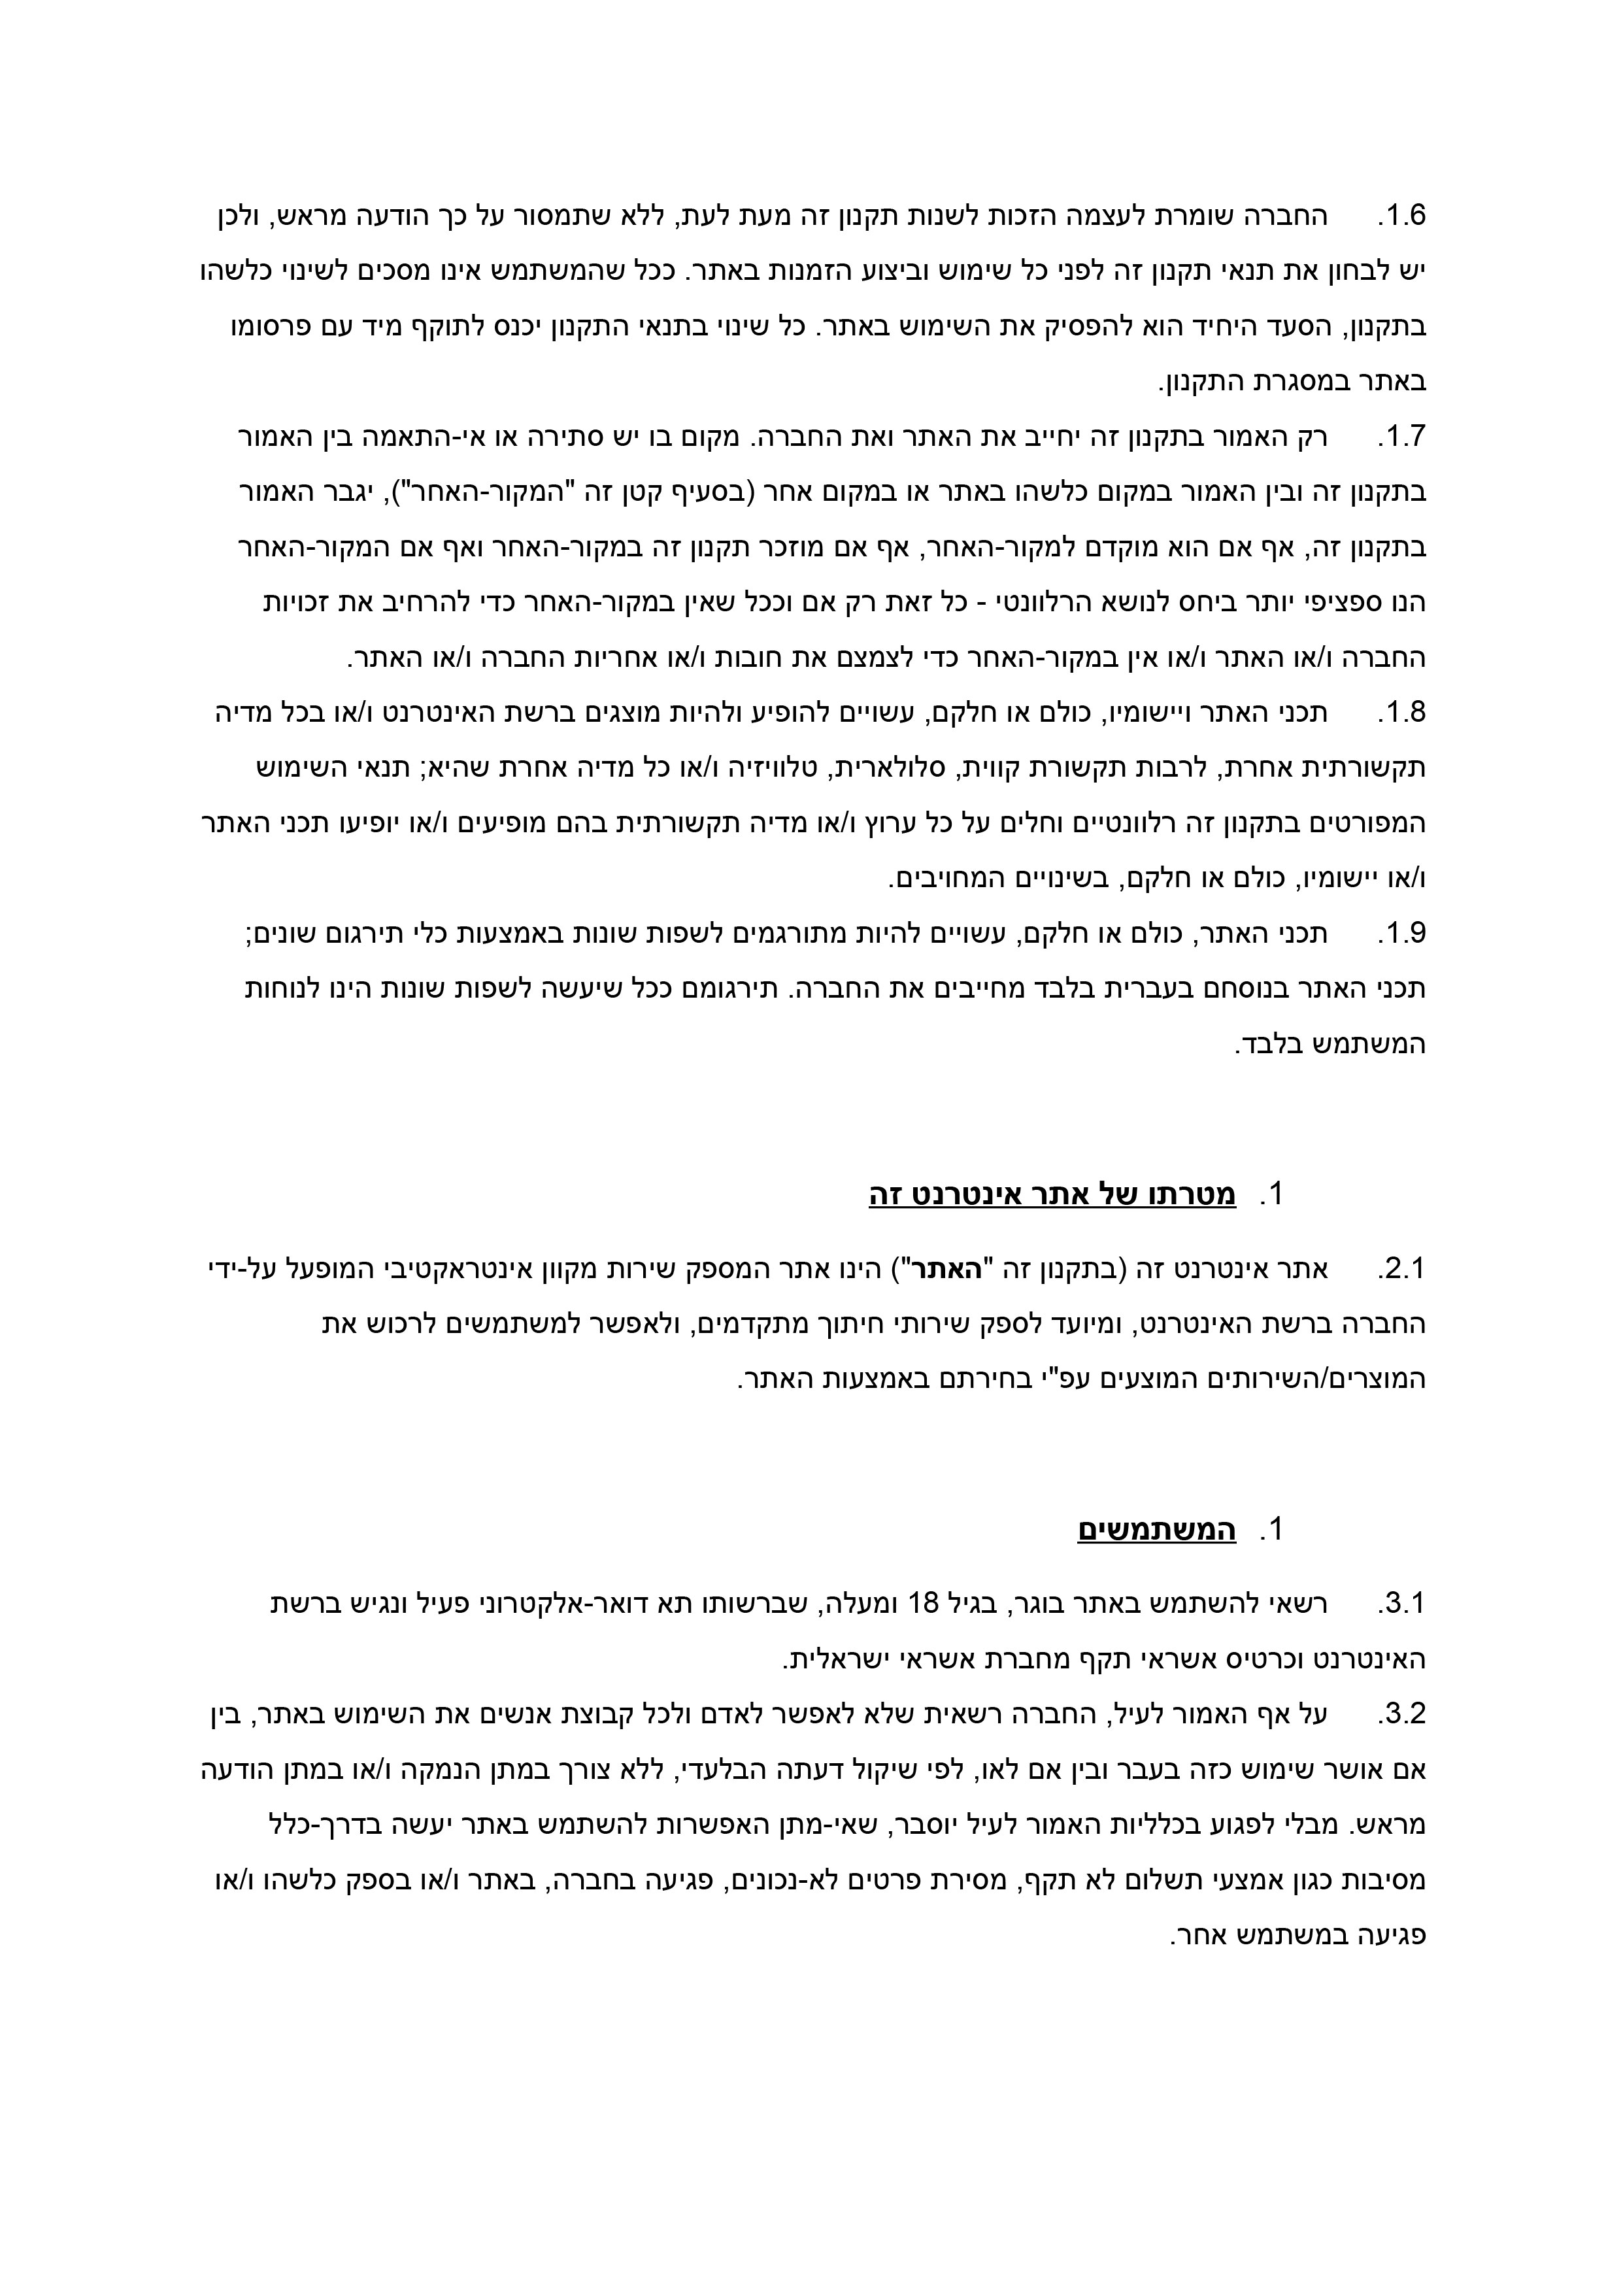 1.6. החברה שומרת לעצמה הזכות לשנות תקנון זה מעת לעת, ללא שתמסור על כך הודעה מראש, ולכן
יש לבחון את תנאי תקנון זה לפני כל שימוש וביצוע הזמנות באתר. ככל שהמשתמש אינו מסכים לשינוי כלשהו
בתקנון, הסעד היחיד הוא להפסיק את השימוש באתר. כל שינוי בתנאי התקנון יכנס לתוקף מיד עם פרסומו
באתר במסגרת התקנון.
1.7. רק האמור בתקנון זה יחייב את האתר ואת החברה. מקום בו יש סתירה או אי-התאמה בין האמור
בתקנון זה ובין האמור במקום כלשהו באתר או במקום אחר (בסעיף קטן זה "המקור-האחר"), יגבר האמור
בתקנון זה, אף אם הוא מוקדם למקור-האחר, אף אם מוזכר תקנון זה במקור-האחר ואף אם המקור-האחר
הנו ספציפי יותר ביחס לנושא הרלוונטי - כל זאת רק אם וככל שאין במקור-האחר כדי להרחיב את זכויות
החברה ו/או האתר ו/או אין במקור-האחר כדי לצמצם את חובות ו/או אחריות החברה ו/או האתר.
1.8. תכני האתר ויישומיו, כולם או חלקם, עשויים להופיע ולהיות מוצגים ברשת האינטרנט ו/או בכל מדיה
תקשורתית אחרת, לרבות תקשורת קווית, סלולארית, טלוויזיה ו/או כל מדיה אחרת שהיא; תנאי השימוש
המפורטים בתקנון זה רלוונטיים וחלים על כל ערוץ ו/או מדיה תקשורתית בהם מופיעים ו/או יופיעו תכני האתר
ו/או יישומיו, כולם או חלקם, בשינויים המחויבים.
1.9. תכני האתר, כולם או חלקם, עשויים להיות מתורגמים לשפות שונות באמצעות כלי תירגום שונים;
תכני האתר בנוסחם בעברית בלבד מחייבים את החברה. תירגומם ככל שיעשה לשפות שונות הינו לנוחות
המשתמש בלבד.
1. מטרתו של אתר אינטרנט זה
2.1. אתר אינטרנט זה (בתקנון זה "האתר") הינו אתר המספק שירות מקוון אינטראקטיבי המופעל על-ידי
החברה ברשת האינטרנט, ומיועד לספק שירותי חיתוך מתקדמים, ולאפשר למשתמשים לרכוש את
המוצרים/השירותים המוצעים עפ"י בחירתם באמצעות האתר.
1. המשתמשים
3.1. רשאי להשתמש באתר בוגר, בגיל 18 ומעלה, שברשותו תא דואר-אלקטרוני פעיל ונגיש ברשת
האינטרנט וכרטיס אשראי תקף מחברת אשראי ישראלית.
3.2. על אף האמור לעיל, החברה רשאית שלא לאפשר לאדם ולכל קבוצת אנשים את השימוש באתר, בין
אם אושר שימוש כזה בעבר ובין אם לאו, לפי שיקול דעתה הבלעדי, ללא צורך במתן הנמקה ו/או במתן הודעה
מראש. מבלי לפגוע בכלליות האמור לעיל יוסבר, שאי-מתן האפשרות להשתמש באתר יעשה בדרך-כלל
מסיבות כגון אמצעי תשלום לא תקף, מסירת פרטים לא-נכונים, פגיעה בחברה, באתר ו/או בספק כלשהו ו/או
פגיעה במשתמש אחר.